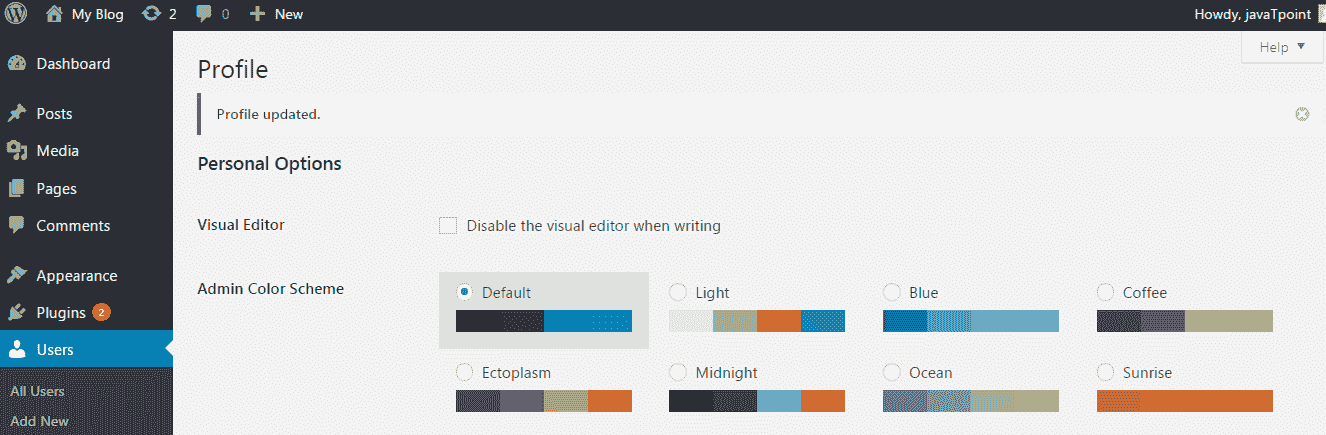 My Blog 2 0 New Howdy, javaTpoint
Help
Dashboard
Posts
Media
Pages
Comments
Appearance
Plugins 2
Users
All Users
Add New
Profile
Profile updated.
Personal Options
Visual Editor Disable the visual editor when writing
Admin Color Scheme Default Light Blue Coffee
Ectoplasm Midnight Ocean Sunrise